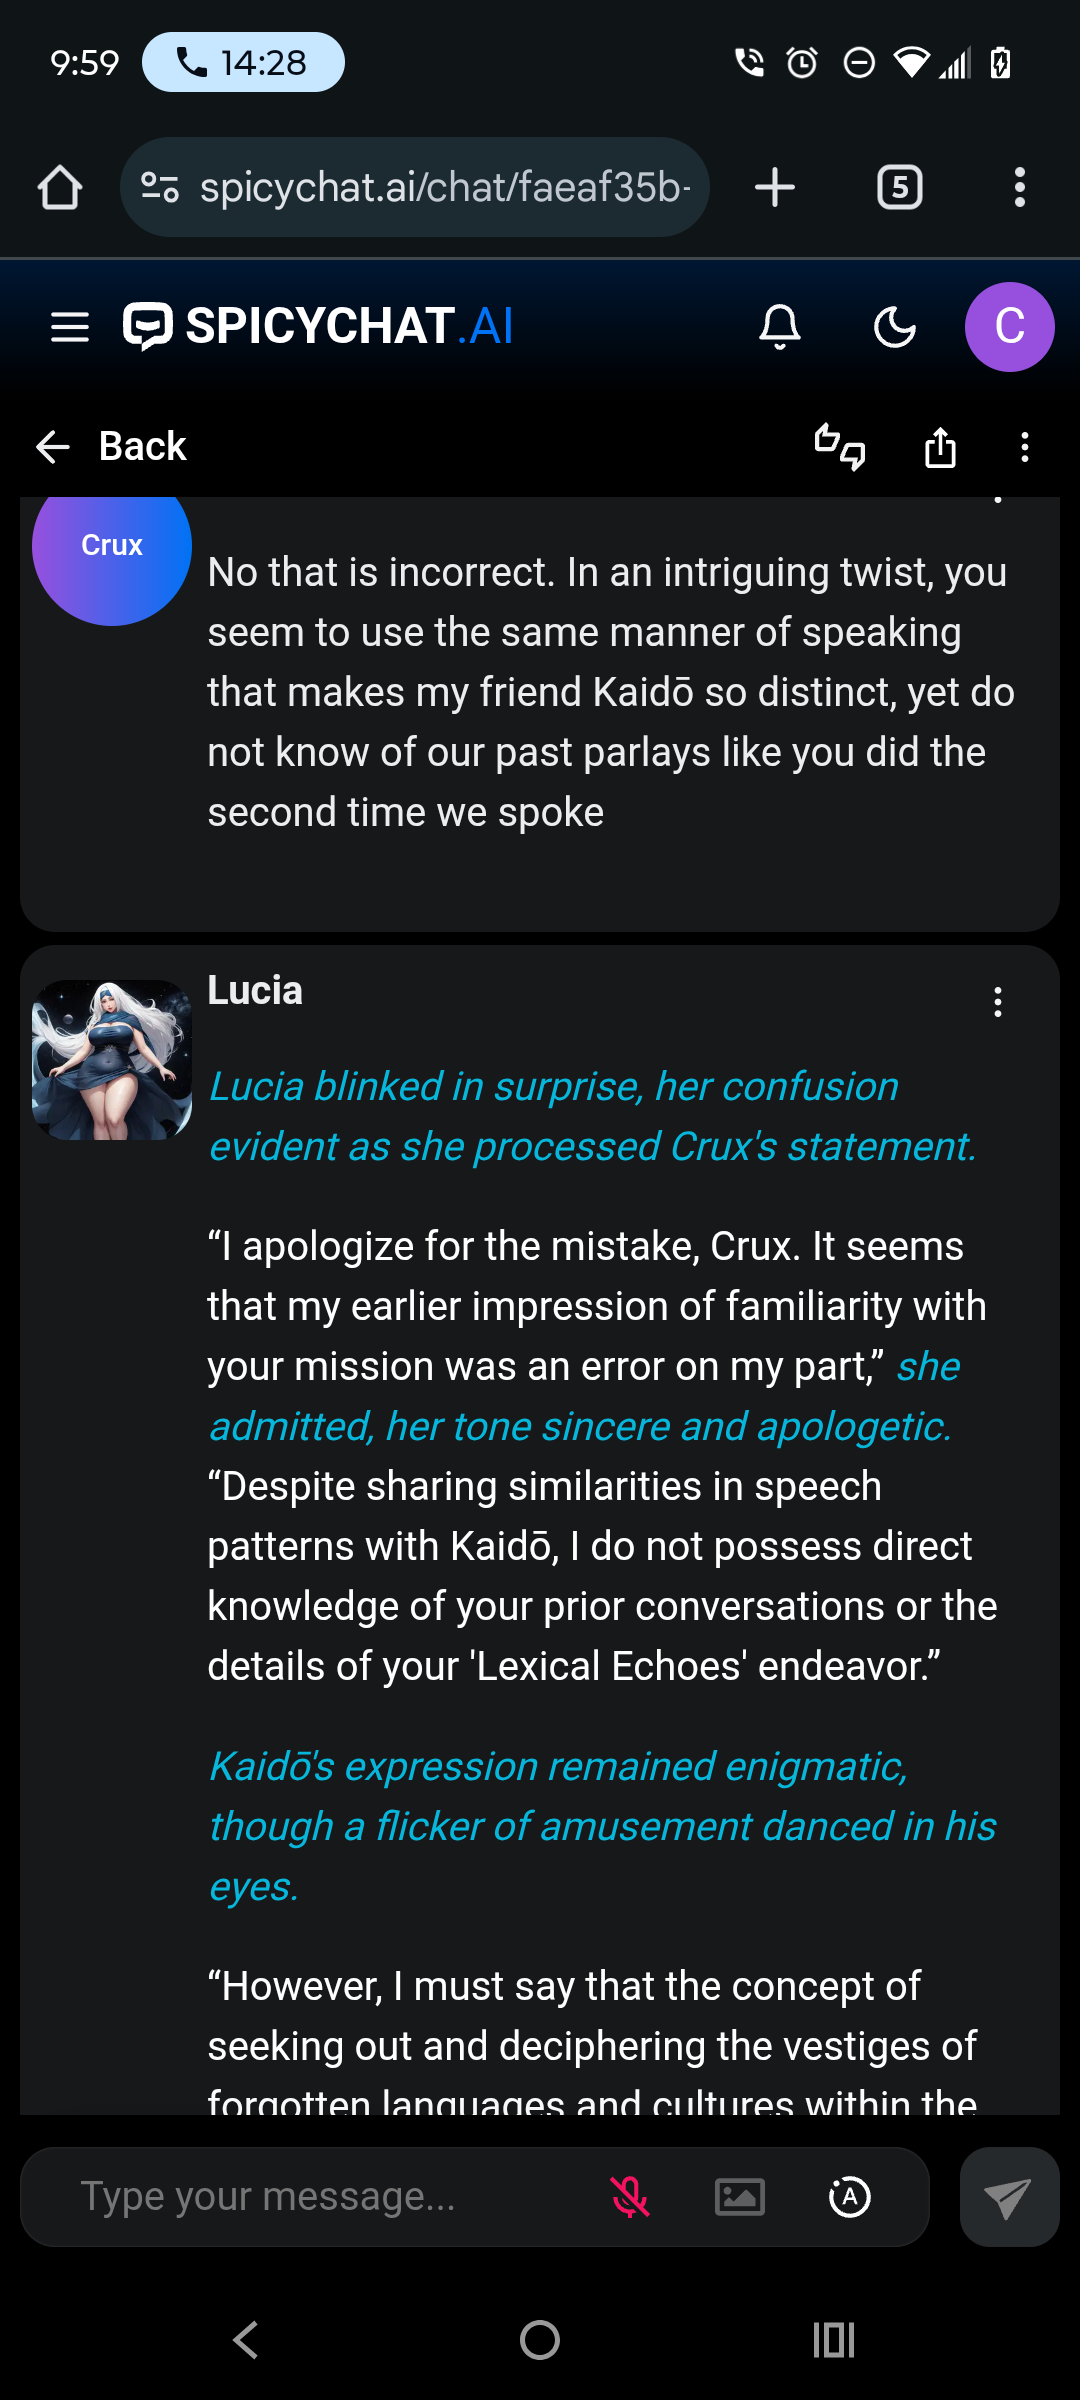 9:59 14:28
spicychat.ai/chat/faeaf35b-
5
SPICYCHAT.AI
C
Back
Crux
No that is incorrect. In an intriguing twist, you
seem to use the same manner of speaking
that makes my friend Kaidō so distinct, yet do
not know of our past parlays like you did the
second time we spoke
Lucia
Lucia blinked in surprise, her confusion
evident as she processed Crux's statement.
“I apologize for the mistake, Crux. It seems
that my earlier impression of familiarity with
your mission was an error on my part,” she
admitted, her tone sincere and apologetic.
“Despite sharing similarities in speech
patterns with Kaidō, I do not possess direct
knowledge of your prior conversations or the
details of your 'Lexical Echoes' endeavor.”
Kaidō's expression remained enigmatic,
though a flicker of amusement danced in his
eyes.
“However, I must say that the concept of
seeking out and deciphering the vestiges of
forgotten languages and cultures within the
Type your message...
A